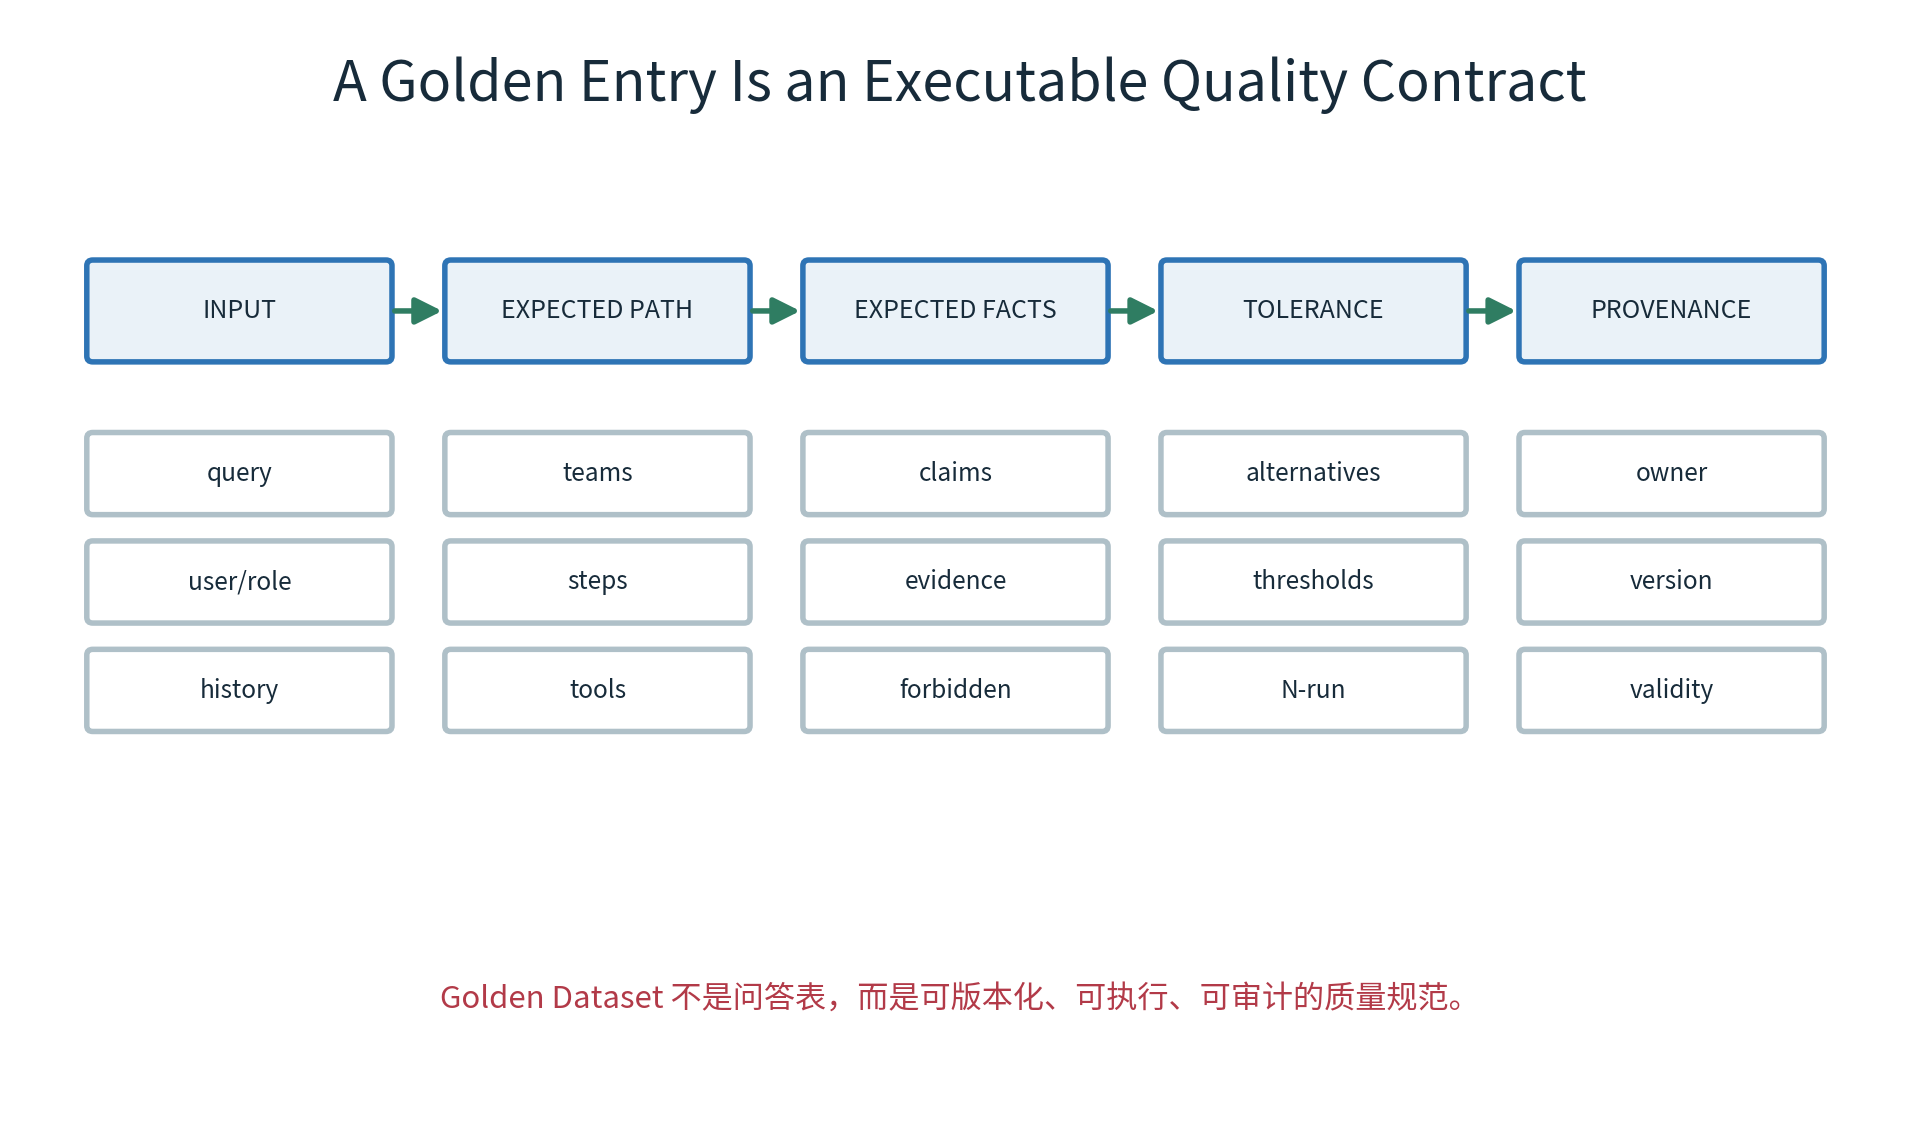 A Golden Entry Is an Executable Quality Contract
INPUT
EXPECTED PATH
EXPECTED FACTS
TOLERANCE
PROVENANCE
query
teams
claims
alternatives
owner
user/role
steps
evidence
thresholds
version
history
tools
forbidden
N-run
validity
Golden Dataset 不是问答表，而是可版本化、可执行、可审计的质量规范。